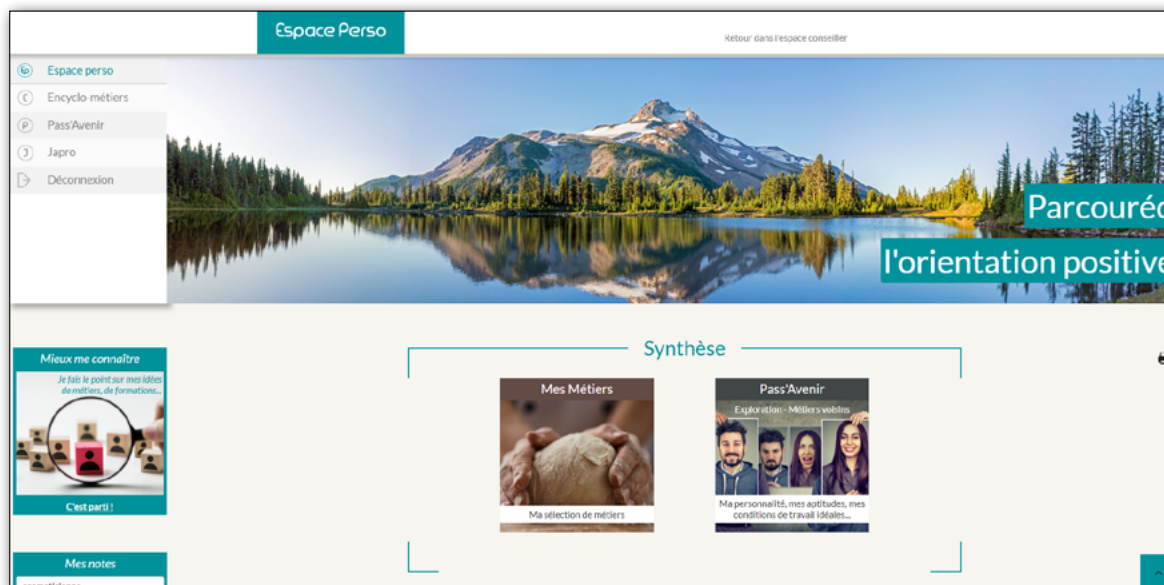 Espace Perso
Retour dans l'espace conseiller
Espace perso
Encyclo-métiers
Pass'Avenir
Japro
Déconnexion
Parcouréo
l'orientation positive
Mieux me connaître
Je fais le point sur mes idées
de métiers, de formations...
C'est parti !
Synthèse
Mes Métiers
Ma sélection de métiers
Pass'Avenir
Exploration - Métiers voisins
Ma personnalité, mes aptitudes, mes
conditions de travail idéales...
Mes notes